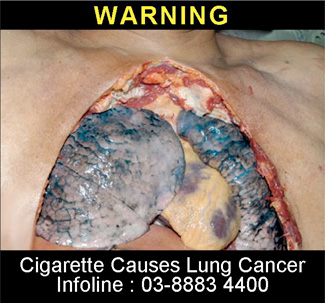 WARNING
Cigarette Causes Lung Cancer
Infoline : 03-8883 4400